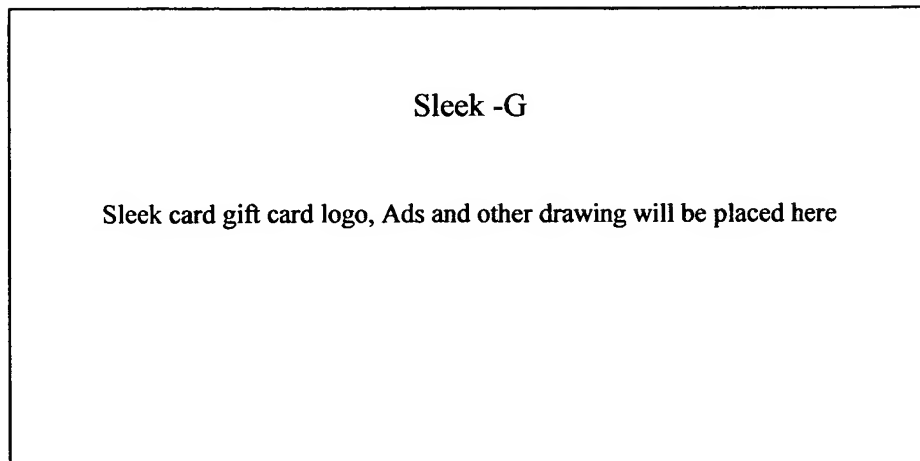 Sleek -G
Sleek card gift card logo, Ads and other drawing will be placed here